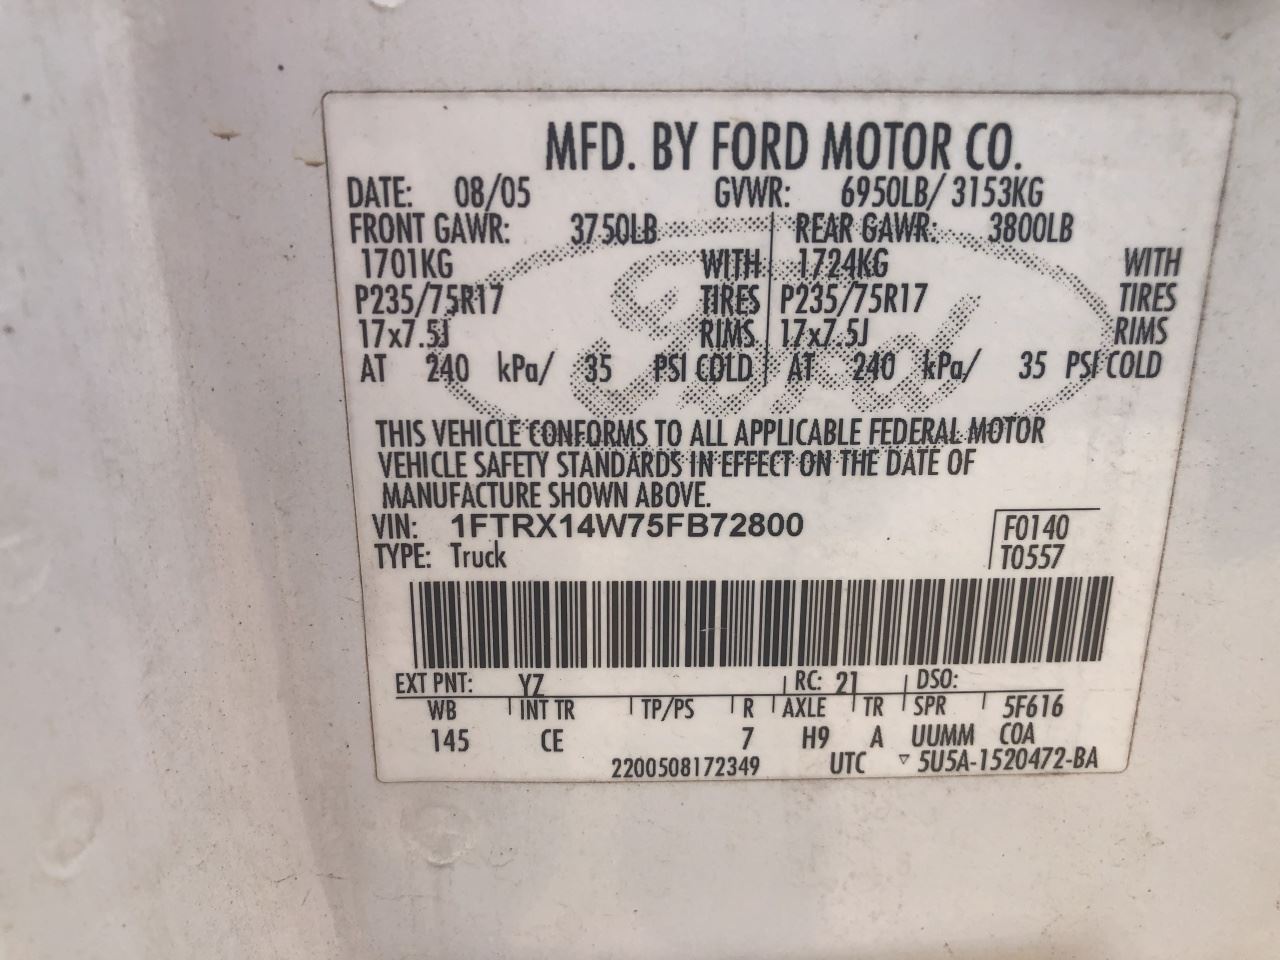 MFD. BY FORD MOTOR CO.
DATE: 08/05 GVWR: 6950LB/ 3153KG
FRONT GAWR: 3750LB REAR GAWR: 3800LB
1701KG WITH 1724KG WITH
P235/75R17 TIRES P235/75R17 TIRES
17x7.5J RIMS 17x7.5J RIMS
AT 240 kPa/ 35 PSI COLD AT 240 kPa/ 35 PSI COLD
Ford
THIS VEHICLE CONFORMS TO ALL APPLICABLE FEDERAL MOTOR
VEHICLE SAFETY STANDARDS IN EFFECT ON THE DATE OF
MANUFACTURE SHOWN ABOVE.
VIN: 1FTRX14W75FB72800 F0140
TYPE: Truck T0557
EXT PNT: YZ RC: 21 DSO:
WB INT TR TP/PS R AXLE TR SPR 5F616
145 CE 7 H9 A UUMM COA
2200508172349 UTC ▽ 5U5A-1520472-BA